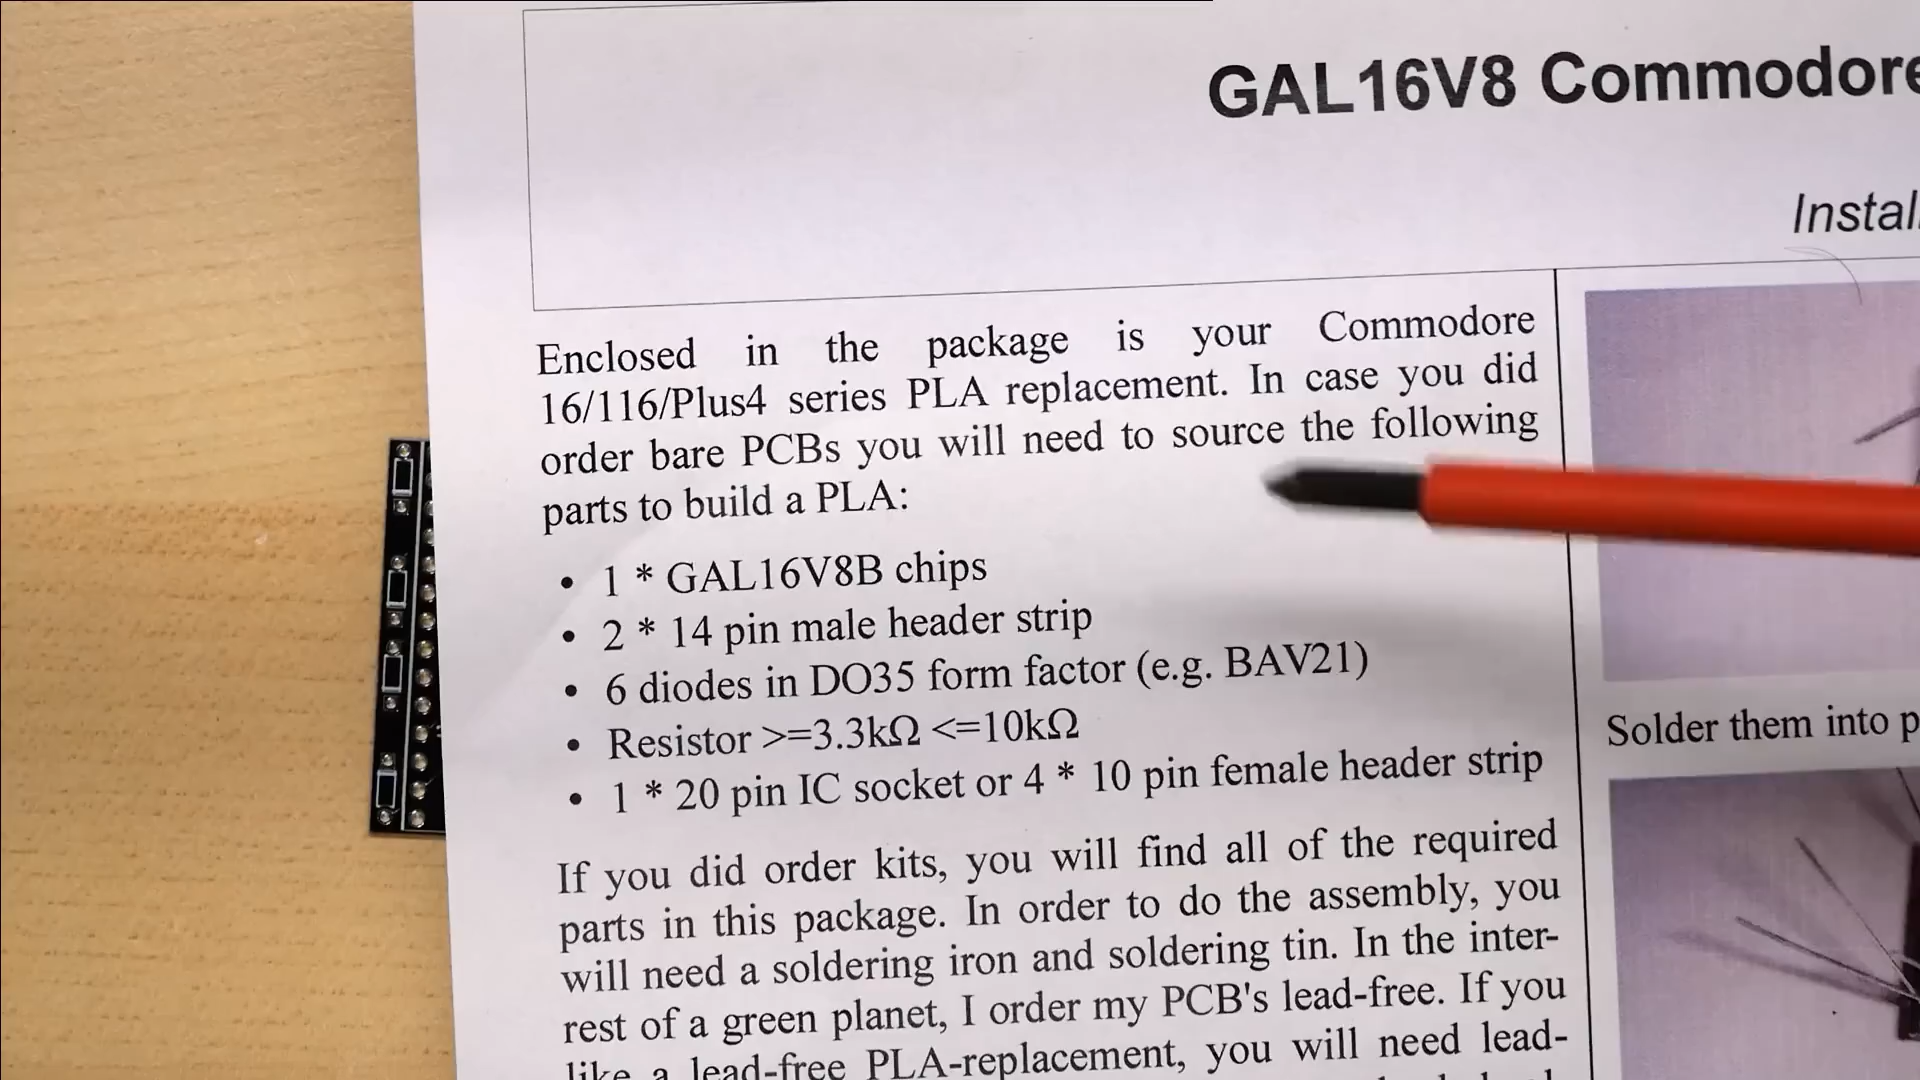 GAL16V8 Commodore
Instal
Enclosed in the package is your Commodore
16/116/Plus4 series PLA replacement. In case you did
order bare PCBs you will need to source the following
parts to build a PLA:
• 1 * GAL16V8B chips
• 2 * 14 pin male header strip
• 6 diodes in DO35 form factor (e.g. BAV21)
• Resistor >=3.3kΩ <=10kΩ
• 1 * 20 pin IC socket or 4 * 10 pin female header strip
If you did order kits, you will find all of the required
parts in this package. In order to do the assembly, you
will need a soldering iron and soldering tin. In the inter-
rest of a green planet, I order my PCB's lead-free. If you
like a lead-free PLA-replacement, you will need lead-
Solder them into p